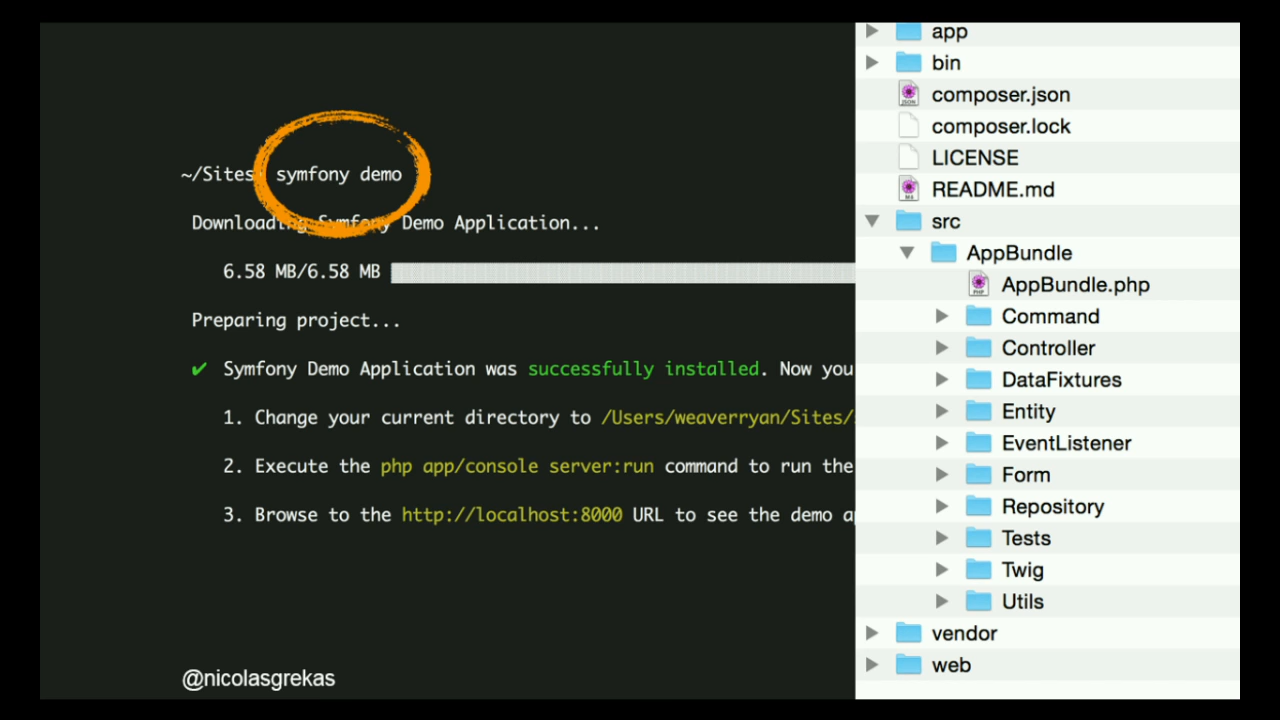 ~/Sites symfony demo
Downloading Symfony Demo Application...
6.58 MB/6.58 MB
Preparing project...
✔ Symfony Demo Application was successfully installed. Now you
1. Change your current directory to /Users/weaverryan/Sites/
2. Execute the php app/console server:run command to run the
3. Browse to the http://localhost:8000 URL to see the demo ap
@nicolasgrekas
app
bin
composer.json
composer.lock
LICENSE
README.md
src
AppBundle
AppBundle.php
Command
Controller
DataFixtures
Entity
EventListener
Form
Repository
Tests
Twig
Utils
vendor
web